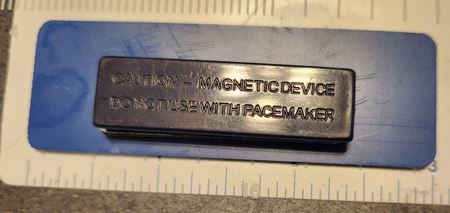 CAUTION - MAGNETIC DEVICE
DO NOT USE WITH PACEMAKER